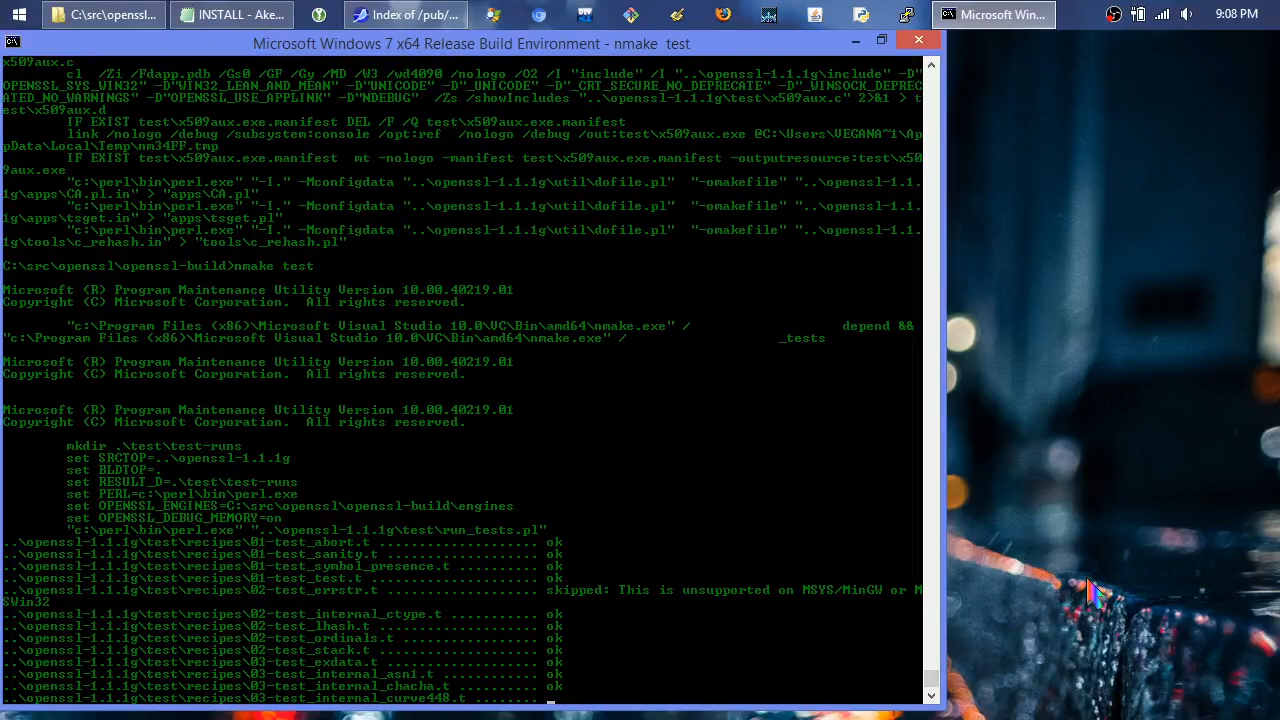 C:\src\openssl...
INSTALL - Ake...
Index of /pub/...
Microsoft Win...
9:08 PM
Microsoft Windows 7 x64 Release Build Environment - nmake  test
x509aux.c
cl  /Zi /Fdapp.pdb /Gs0 /GF /Gy /MD /W3 /wd4090 /nologo /O2 /I "include" /I "..\openssl-1.1.1g\include" -D"
OPENSSL_SYS_WIN32" -D"WIN32_LEAN_AND_MEAN" -D"UNICODE" -D"_UNICODE" -D"_CRT_SECURE_NO_DEPRECATE" -D"_WINSOCK_DEPREC
ATED_NO_WARNINGS" -D"OPENSSL_USE_APPLINK" -D"NDEBUG"  /Zs /showIncludes "..\openssl-1.1.1g\test\x509aux.c" 2>&1 > t
est\x509aux.d
IF EXIST test\x509aux.exe.manifest DEL /F /Q test\x509aux.exe.manifest
link /nologo /debug /subsystem:console /opt:ref  /nologo /debug /out:test\x509aux.exe @C:\Users\VEGANA~1\Ap
pData\Local\Temp\nm34FF.tmp
IF EXIST test\x509aux.exe.manifest  mt -nologo -manifest test\x509aux.exe.manifest -outputresource:test\x50
9aux.exe
"c:\perl\bin\perl.exe" "-I." -Mconfigdata "..\openssl-1.1.1g\util\dofile.pl"  "-omakefile" "..\openssl-1.1.
1g\apps\CA.pl.in" > "apps\CA.pl"
"c:\perl\bin\perl.exe" "-I." -Mconfigdata "..\openssl-1.1.1g\util\dofile.pl"  "-omakefile" "..\openssl-1.1.
1g\apps\tsget.in" > "apps\tsget.pl"
"c:\perl\bin\perl.exe" "-I." -Mconfigdata "..\openssl-1.1.1g\util\dofile.pl"  "-omakefile" "..\openssl-1.1.
1g\tools\c_rehash.in" > "tools\c_rehash.pl"
C:\src\openssl\openssl-build>nmake test
Microsoft (R) Program Maintenance Utility Version 10.00.40219.01
Copyright (C) Microsoft Corporation.  All rights reserved.
"c:\Program Files (x86)\Microsoft Visual Studio 10.0\VC\Bin\amd64\nmake.exe" /                   depend &&
"c:\Program Files (x86)\Microsoft Visual Studio 10.0\VC\Bin\amd64\nmake.exe" /                   _tests
Microsoft (R) Program Maintenance Utility Version 10.00.40219.01
Copyright (C) Microsoft Corporation.  All rights reserved.
Microsoft (R) Program Maintenance Utility Version 10.00.40219.01
Copyright (C) Microsoft Corporation.  All rights reserved.
mkdir .\test\test-runs
set SRCTOP=..\openssl-1.1.1g
set BLDTOP=.
set RESULT_D=.\test\test-runs
set PERL=c:\perl\bin\perl.exe
set OPENSSL_ENGINES=C:\src\openssl\openssl-build\engines
set OPENSSL_DEBUG_MEMORY=on
"c:\perl\bin\perl.exe" "..\openssl-1.1.1g\test\run_tests.pl"
..\openssl-1.1.1g\test\recipes\01-test_abort.t ................... ok
..\openssl-1.1.1g\test\recipes\01-test_sanity.t .................. ok
..\openssl-1.1.1g\test\recipes\01-test_symbol_presence.t ......... ok
..\openssl-1.1.1g\test\recipes\01-test_test.t .................... ok
..\openssl-1.1.1g\test\recipes\02-test_errstr.t .................. skipped: This is unsupported on MSYS/MinGW or M
SWin32
..\openssl-1.1.1g\test\recipes\02-test_internal_ctype.t .......... ok
..\openssl-1.1.1g\test\recipes\02-test_lhash.t ................... ok
..\openssl-1.1.1g\test\recipes\02-test_ordinals.t ................ ok
..\openssl-1.1.1g\test\recipes\02-test_stack.t ................... ok
..\openssl-1.1.1g\test\recipes\03-test_exdata.t .................. ok
..\openssl-1.1.1g\test\recipes\03-test_internal_asn1.t ........... ok
..\openssl-1.1.1g\test\recipes\03-test_internal_chacha.t ......... ok
..\openssl-1.1.1g\test\recipes\03-test_internal_curve448.t .......